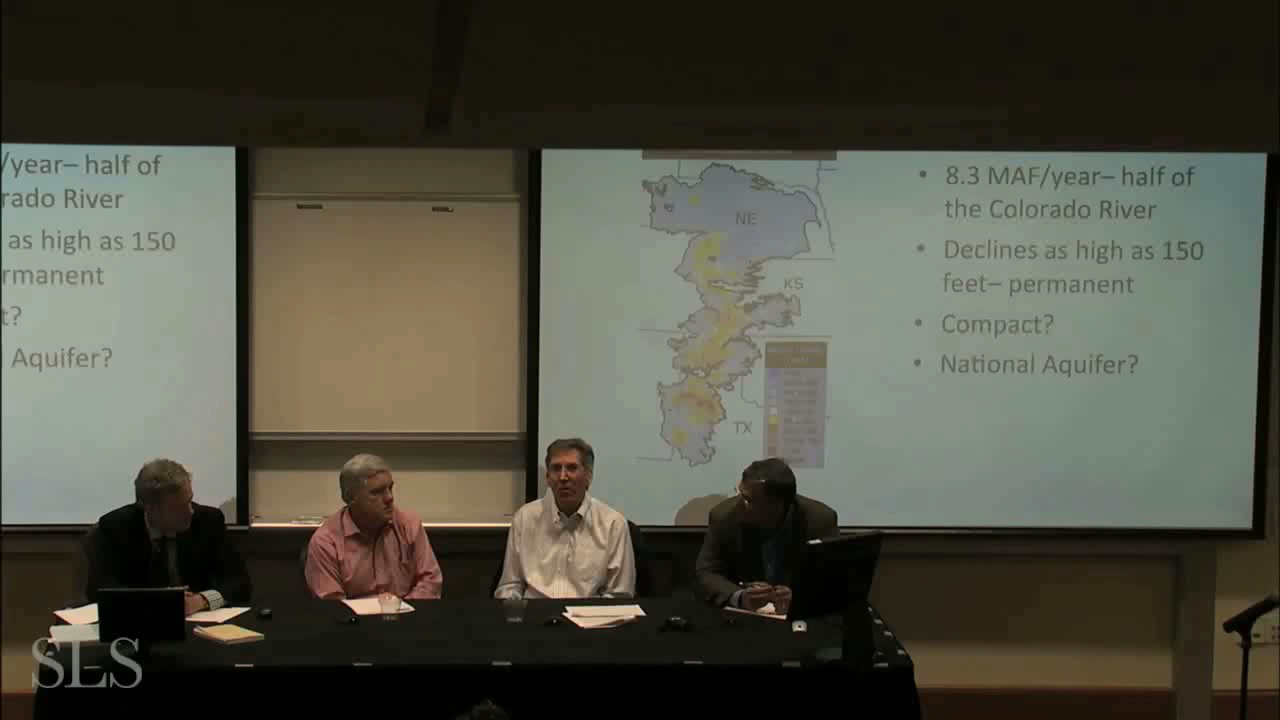 /year– half of
rado River
as high as 150
rmanent
t?
Aquifer?
NE
KS
TX
• 8.3 MAF/year– half of
the Colorado River
• Declines as high as 150
feet– permanent
• Compact?
• National Aquifer?
SLS